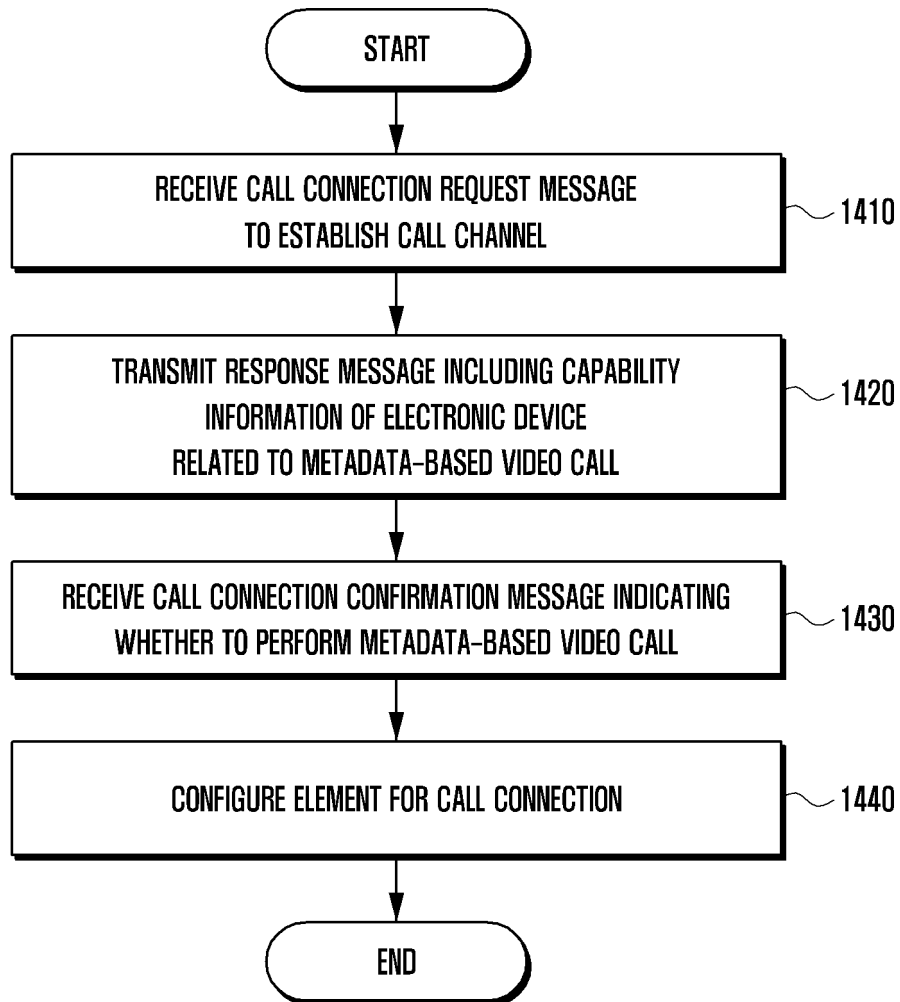 START
RECEIVE CALL CONNECTION REQUEST MESSAGE
TO ESTABLISH CALL CHANNEL
1410
TRANSMIT RESPONSE MESSAGE INCLUDING CAPABILITY
INFORMATION OF ELECTRONIC DEVICE
RELATED TO METADATA-BASED VIDEO CALL
1420
RECEIVE CALL CONNECTION CONFIRMATION MESSAGE INDICATING
WHETHER TO PERFORM METADATA-BASED VIDEO CALL
1430
CONFIGURE ELEMENT FOR CALL CONNECTION
1440
END